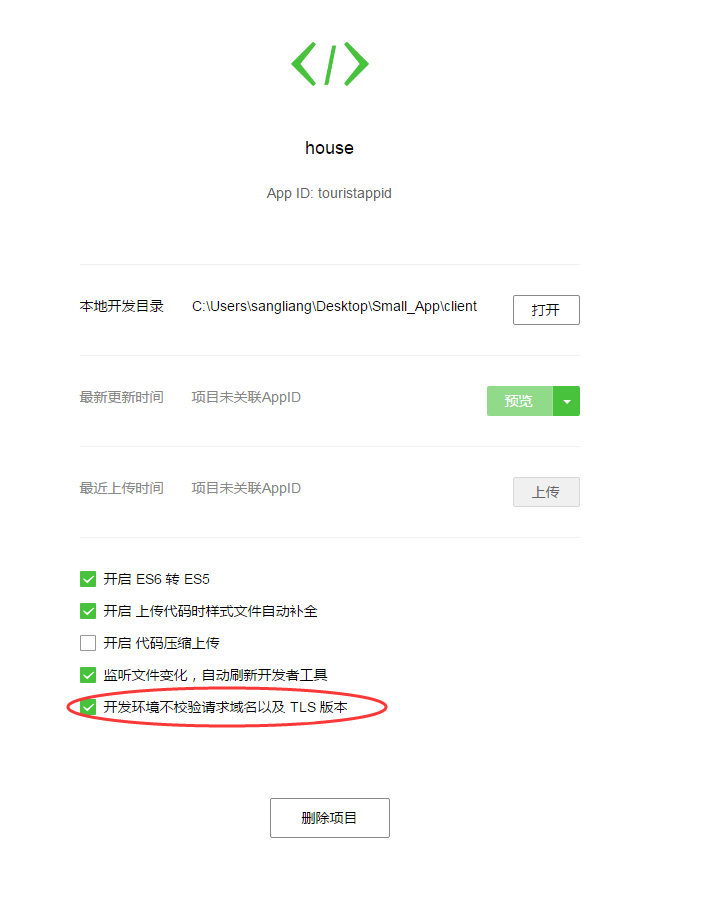 house
App ID: touristappid
本地开发目录 C:\Users\sangliang\Desktop\Small_App\client 打开
最新更新时间 项目未关联AppID 预览
最近上传时间 项目未关联AppID 上传
开启 ES6 转 ES5
开启 上传代码时样式文件自动补全
开启 代码压缩上传
监听文件变化，自动刷新开发者工具
开发环境不校验请求域名以及 TLS 版本
删除项目